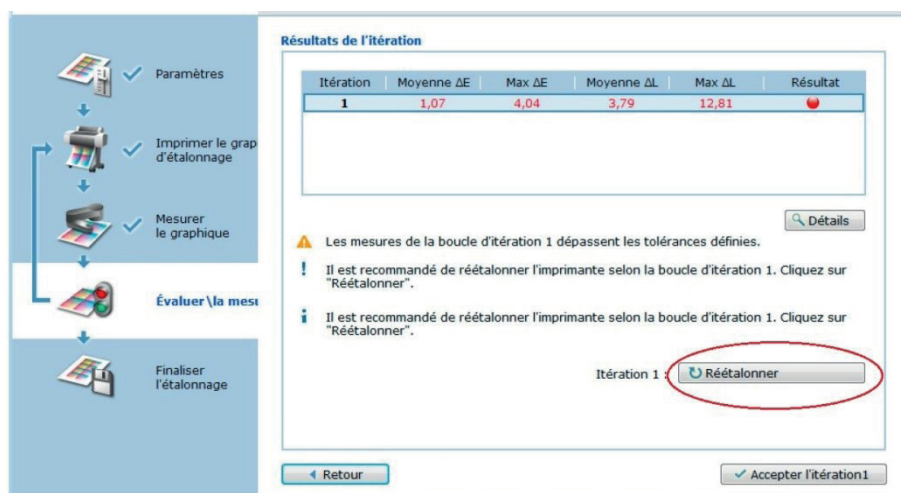 Paramètres
Imprimer le grap
d'étalonnage
Mesurer
le graphique
Évaluer\la mesu
Finaliser
l'étalonnage
Résultats de l'itération
Itération Moyenne ΔE Max ΔE Moyenne ΔL Max ΔL Résultat
1 1,07 4,04 3,79 12,81
Détails
Les mesures de la boucle d'itération 1 dépassent les tolérances définies.
! Il est recommandé de réétalonner l'imprimante selon la boucle d'itération 1. Cliquez sur
"Réétalonner".
i Il est recommandé de réétalonner l'imprimante selon la boucle d'itération 1. Cliquez sur
"Réétalonner".
Itération 1 : Réétalonner
Retour
Accepter l'itération1